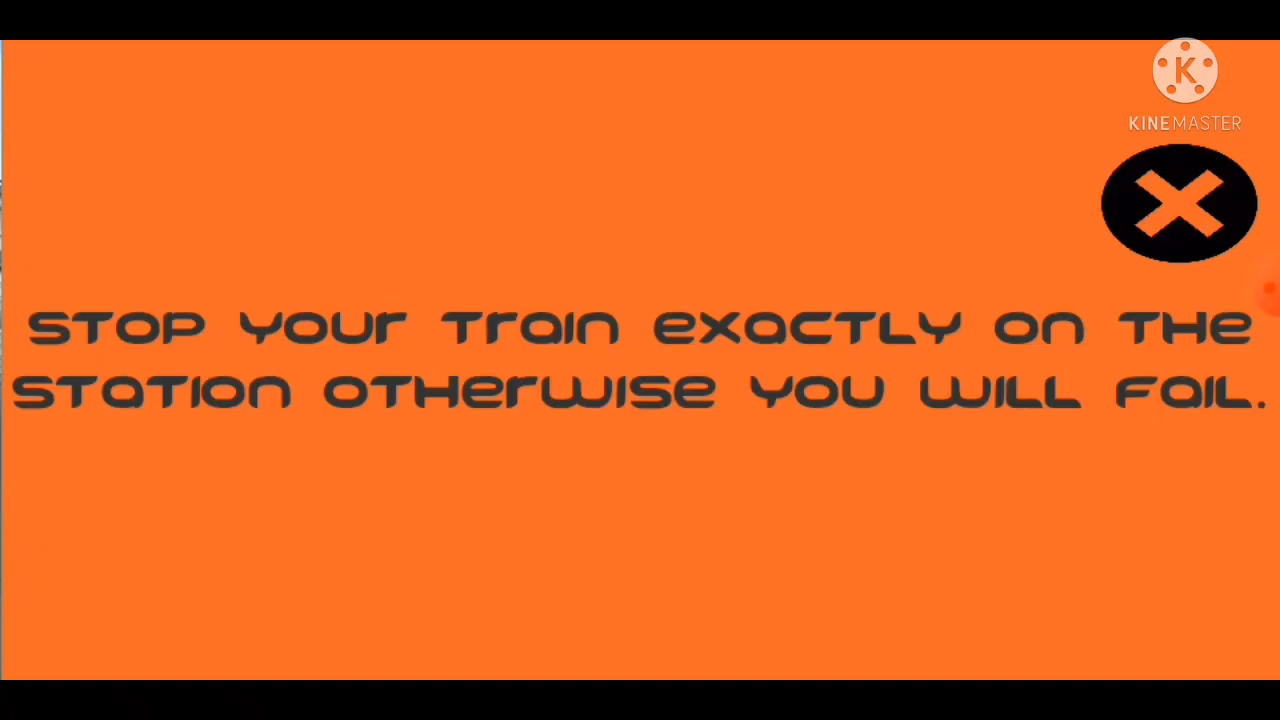 K
KINEMASTER
STOP YOUR TRAIN EXACTLY ON THE
STATION OTHERWISE YOU WILL FAIL.